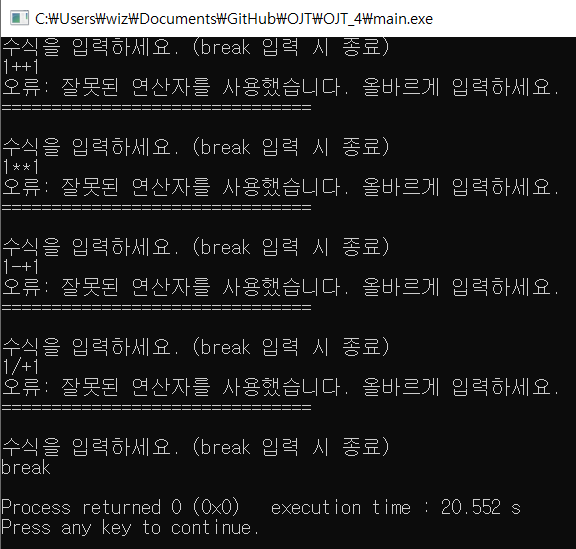 C:₩Users₩wiz₩Documents₩GitHub₩OJT₩OJT_4₩main.exe
수식을 입력하세요. (break 입력 시 종료)
1++1
오류: 잘못된 연산자를 사용했습니다. 올바르게 입력하세요.
===============================
수식을 입력하세요. (break 입력 시 종료)
1**1
오류: 잘못된 연산자를 사용했습니다. 올바르게 입력하세요.
===============================
수식을 입력하세요. (break 입력 시 종료)
1-+1
오류: 잘못된 연산자를 사용했습니다. 올바르게 입력하세요.
===============================
수식을 입력하세요. (break 입력 시 종료)
1/+1
오류: 잘못된 연산자를 사용했습니다. 올바르게 입력하세요.
===============================
수식을 입력하세요. (break 입력 시 종료)
break
Process returned 0 (0x0)   execution time : 20.552 s
Press any key to continue.